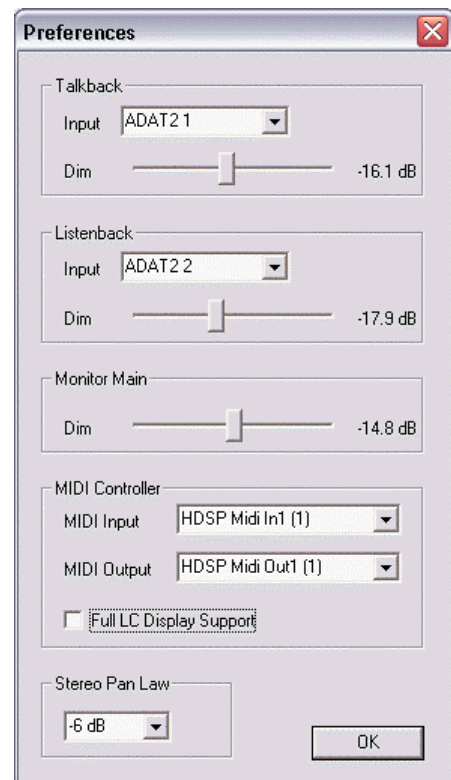 Preferences
Talkback
Input ADAT2 1
Dim -16.1 dB
Listenback
Input ADAT2 2
Dim -17.9 dB
Monitor Main
Dim -14.8 dB
MIDI Controller
MIDI Input HDSP Midi In1 (1)
MIDI Output HDSP Midi Out1 (1)
Full LC Display Support
Stereo Pan Law
-6 dB
OK